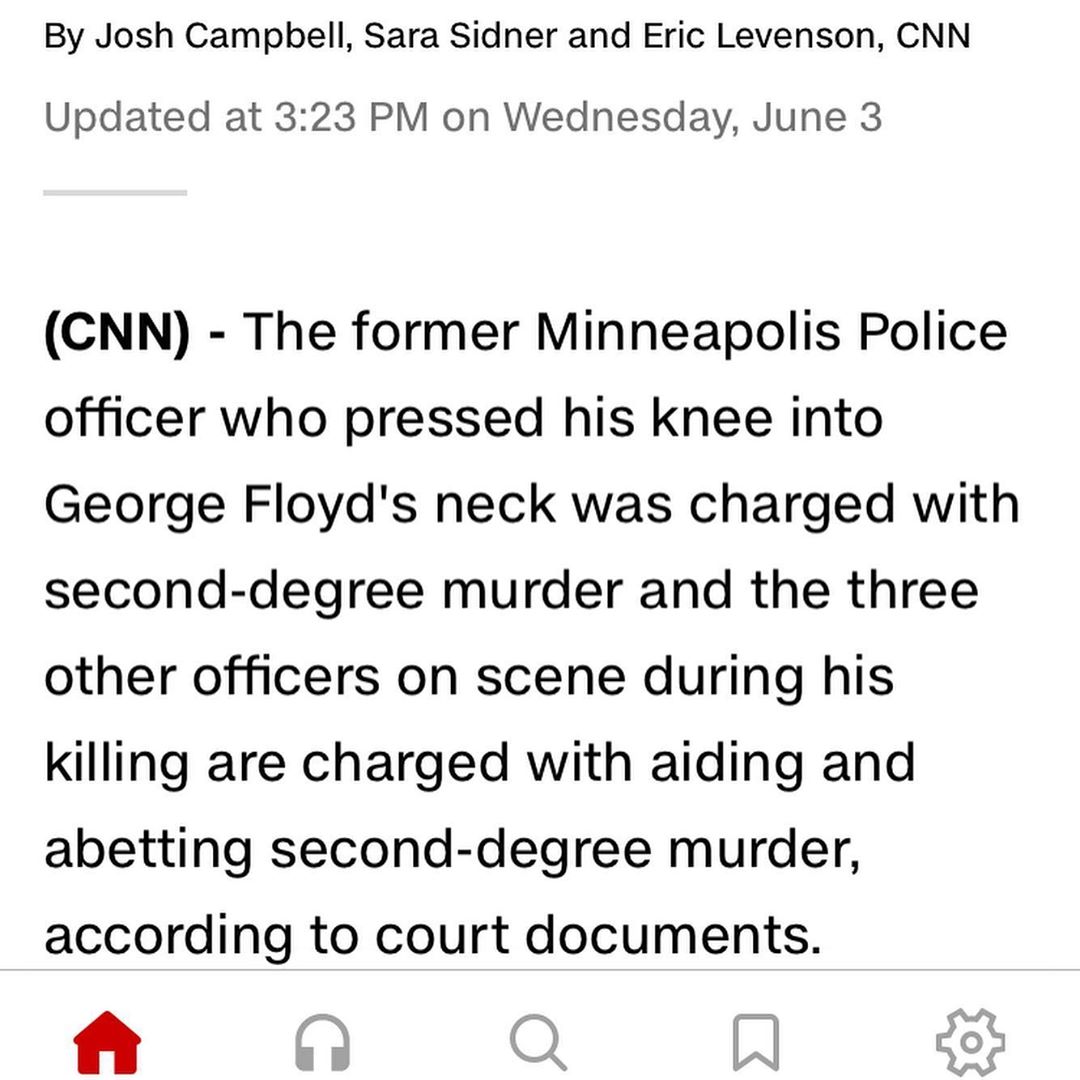 By Josh Campbell, Sara Sidner and Eric Levenson, CNN
Updated at 3:23 PM on Wednesday, June 3
(CNN) - The former Minneapolis Police
officer who pressed his knee into
George Floyd's neck was charged with
second-degree murder and the three
other officers on scene during his
killing are charged with aiding and
abetting second-degree murder,
according to court documents.